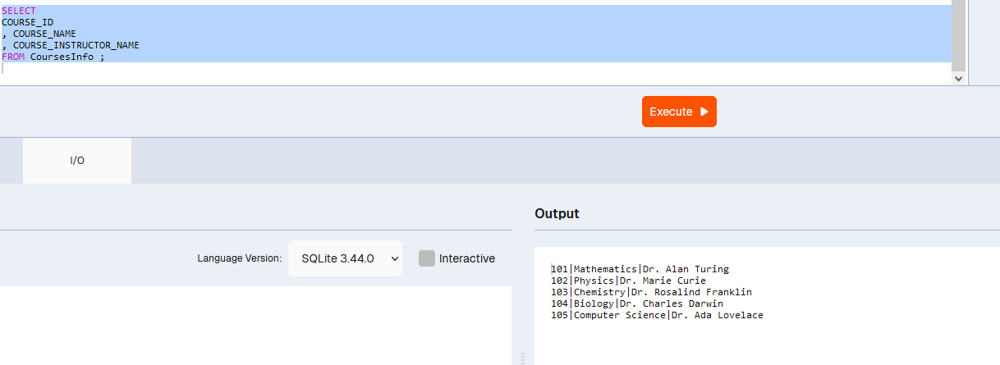 SELECT
COURSE_ID
, COURSE_NAME
, COURSE_INSTRUCTOR_NAME
FROM CoursesInfo ;
Execute
I/O
Output
Language Version: SQLite 3.44.0 Interactive
101|Mathematics|Dr. Alan Turing
102|Physics|Dr. Marie Curie
103|Chemistry|Dr. Rosalind Franklin
104|Biology|Dr. Charles Darwin
105|Computer Science|Dr. Ada Lovelace